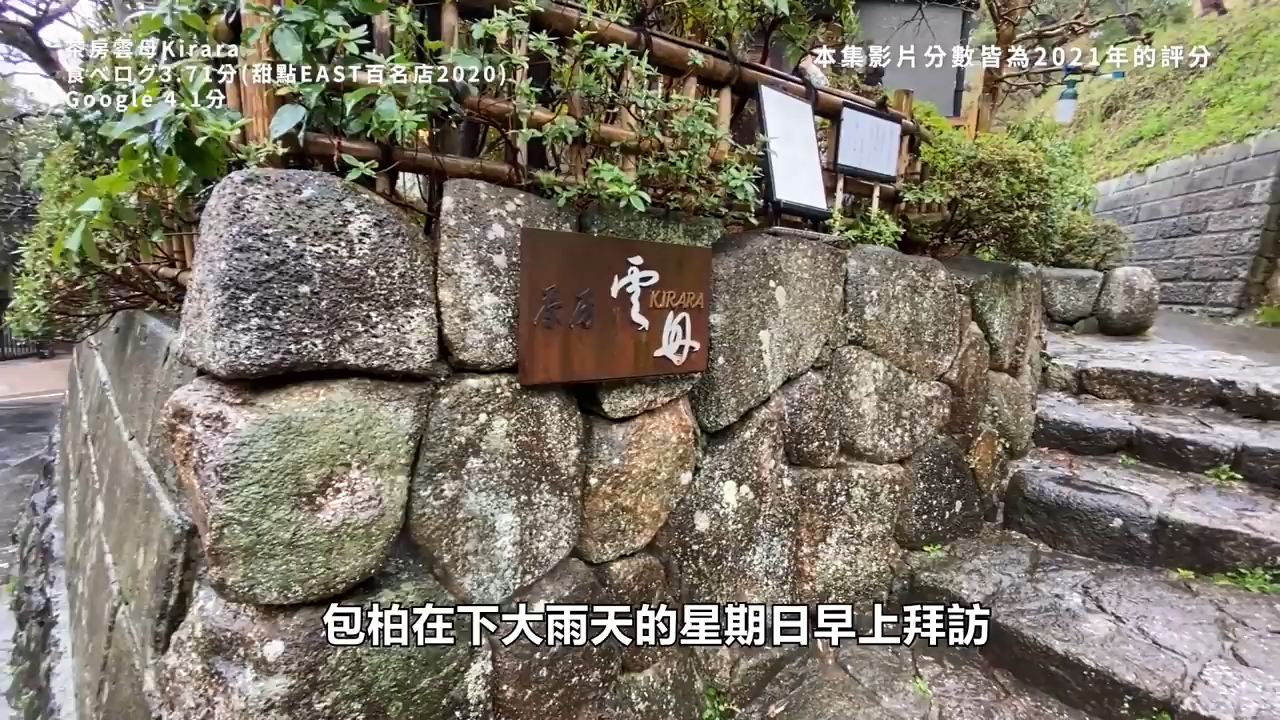 茶房雲母Kirara
食べログ3.71分(甜點EAST百名店2020)
Google 4.1分
本集影片分數皆為2021年的評分
茶房
雲母
KIRARA
包柏在下大雨天的星期日早上拜訪